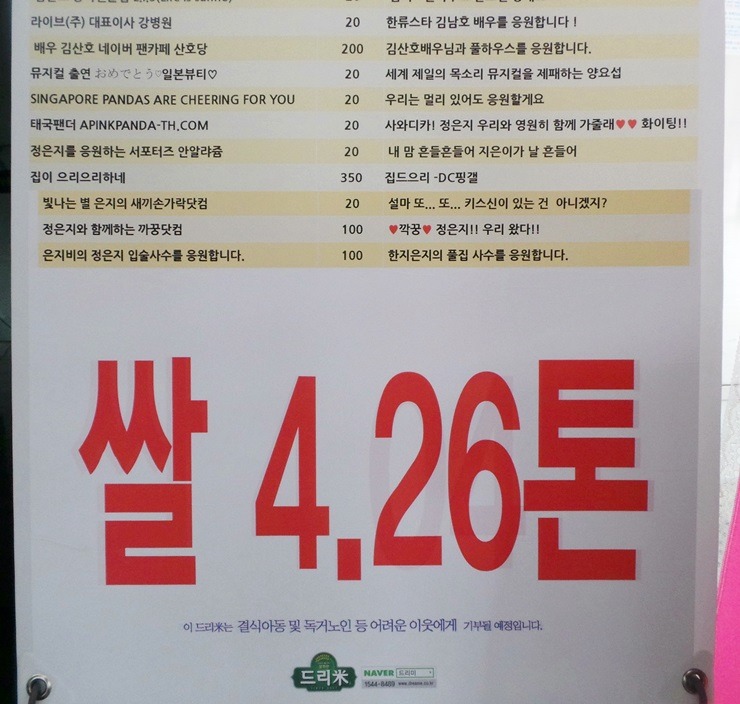 라이브(주) 대표이사 강병원 20 한류스타 김남호 배우를 응원합니다 !
배우 김산호 네이버 팬카페 산호당 200 김산호배우님과 풀하우스를 응원합니다.
뮤지컬 출연 おめでとう♡일본뷰티♡ 20 세계 제일의 목소리 뮤지컬을 제패하는 양요섭
SINGAPORE PANDAS ARE CHEERING FOR YOU 20 우리는 멀리 있어도 응원할게요
태국팬더 APINKPANDA-TH.COM 20 사와디카! 정은지 우리와 영원히 함께 가줄래♥♥ 화이팅!!
정은지를 응원하는 서포터즈 안알랴줌 20 내 맘 흔들흔들어 지은이가 날 흔들어
집이 으리으리하네 350 집드으리 -DC핑갤
빛나는 별 은지의 새끼손가락닷컴 20 설마 또... 또... 키스신이 있는 건 아니겠지?
정은지와 함께하는 까꿍닷컴 100 ♥깍꿍♥ 정은지!! 우리 왔다!!
은지비의 정은지 입술사수를 응원합니다. 100 한지은지의 풀집 사수를 응원합니다.
쌀 4.26톤
이 드리米는 결식아동 및 독거노인 등 어려운 이웃에게 기부될 예정입니다.
드리米 NAVER 드리미
1544-8489 www.dreame.co.kr